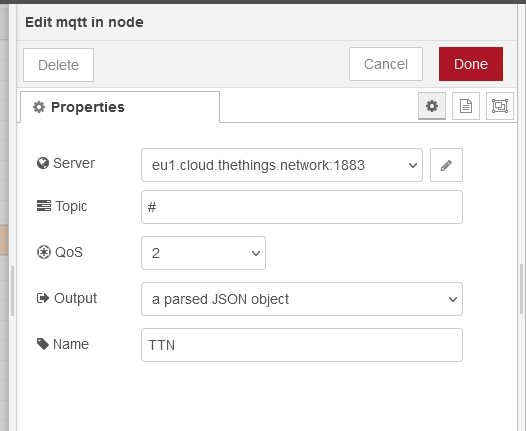 Edit mqtt in node
Delete
Cancel
Done
Properties
Server
eu1.cloud.thethings.network:1883
Topic
#
QoS
2
Output
a parsed JSON object
Name
TTN